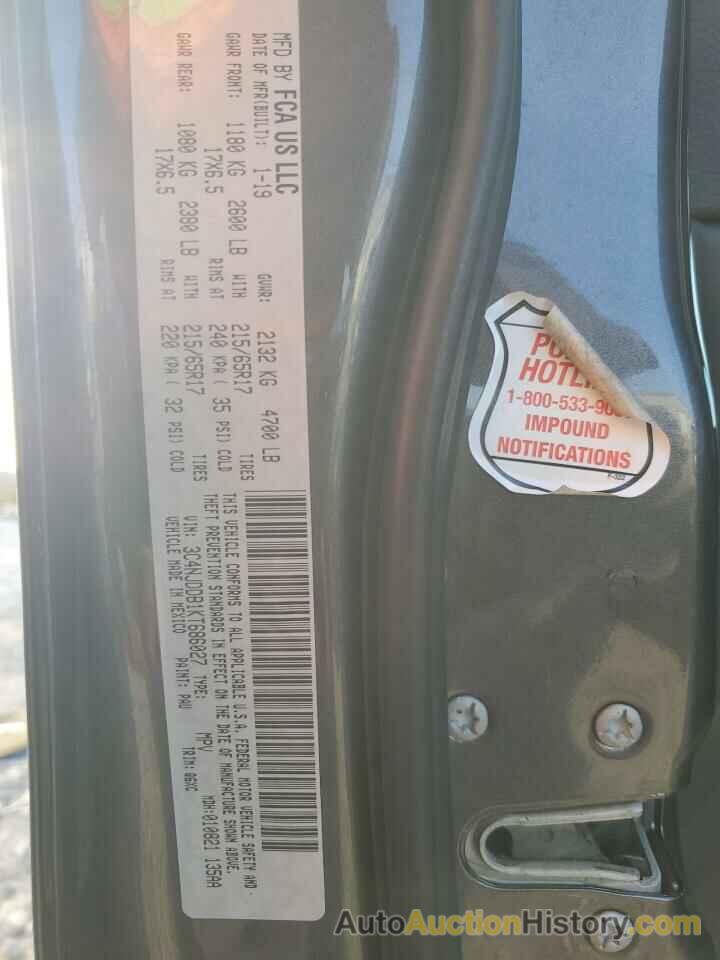 MFD BY FCA US LLC
DATE OF MFR(BUILT): 1-19 GVWR: 2132 KG 4700 LB
GAWR FRONT: 1180 KG 2600 LB WITH 215/65R17 TIRES
17X6.5 RIMS AT 240 KPA ( 35 PSI) COLD
GAWR REAR: 1080 KG 2380 LB WITH 215/65R17 TIRES
17X6.5 RIMS AT 220 KPA ( 32 PSI) COLD
THIS VEHICLE CONFORMS TO ALL APPLICABLE U.S.A. FEDERAL MOTOR VEHICLE SAFETY AND
THEFT PREVENTION STANDARDS IN EFFECT ON THE DATE OF MANUFACTURE SHOWN ABOVE.
VIN: 3C4NJDDB1KT686027 TYPE: MPV MDH:010821 135AA
VEHICLE MADE IN MEXICO PAINT: PAU TRIM:
HOTL
1-800-533-9
IMPOUND
NOTIFICATIONS
AutoAuctionHistory.com